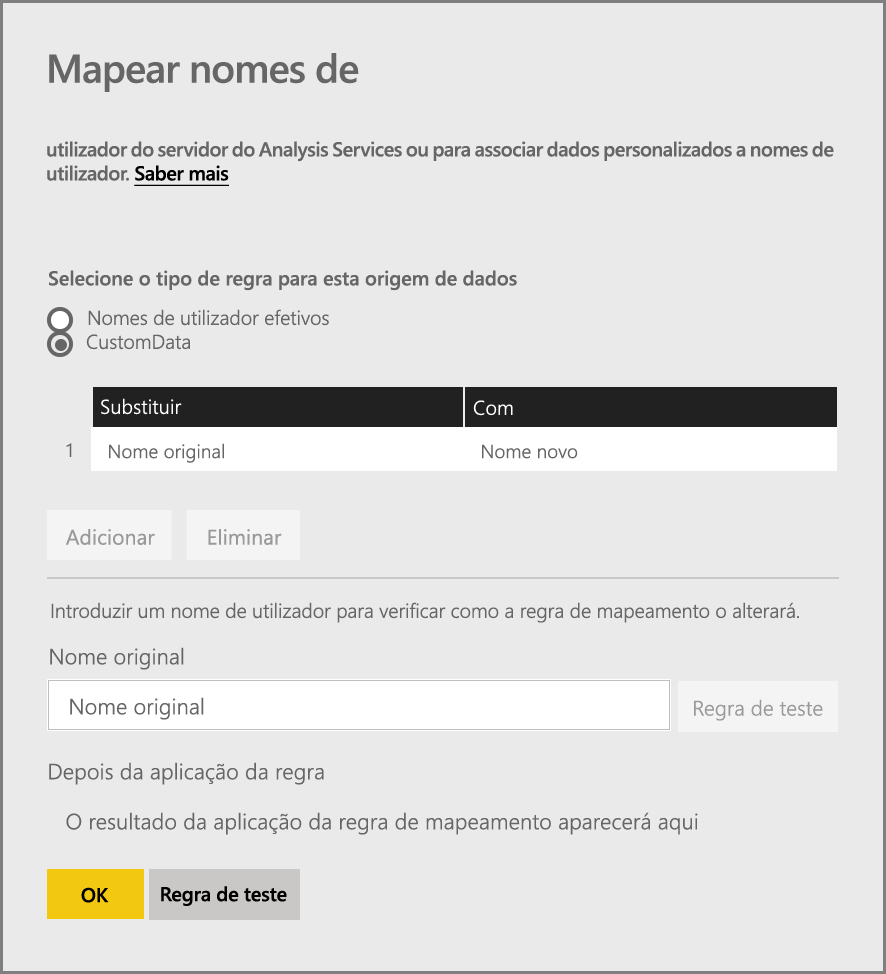 Mapear nomes de
utilizador do servidor do Analysis Services ou para associar dados personalizados a nomes de
utilizador. Saber mais
Selecione o tipo de regra para esta origem de dados
Nomes de utilizador efetivos
CustomData
Substituir Com
1 Nome original Nome novo
Adicionar Eliminar
Introduzir um nome de utilizador para verificar como a regra de mapeamento o alterará.
Nome original
Nome original Regra de teste
Depois da aplicação da regra
O resultado da aplicação da regra de mapeamento aparecerá aqui
OK Regra de teste